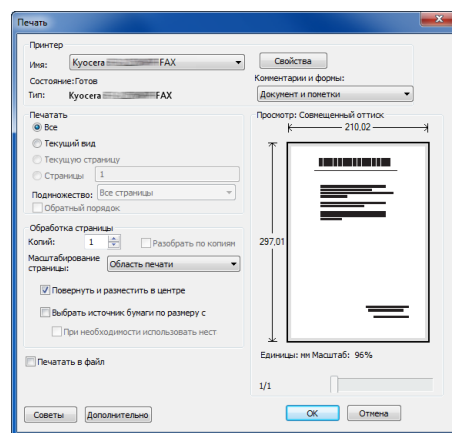 Печать
Принтер
Имя: Kyocera FAX
Свойства
Состояние: Готов
Комментарии и формы:
Тип: Kyocera FAX
Документ и пометки
Печатать
Все
Текущий вид
Текущую страницу
Страницы 1
Подмножество: Все страницы
Обратный порядок
Просмотр: Совмещенный оттиск
210,02
297,01
Обработка страницы
Копий: 1
Разобрать по копиям
Масштабирование
страницы: Область печати
Повернуть и разместить в центре
Выбрать источник бумаги по размеру с
При необходимости использовать нест
Печатать в файл
Единицы: мм Масштаб: 96%
1/1
Советы
Дополнительно
OK
Отмена